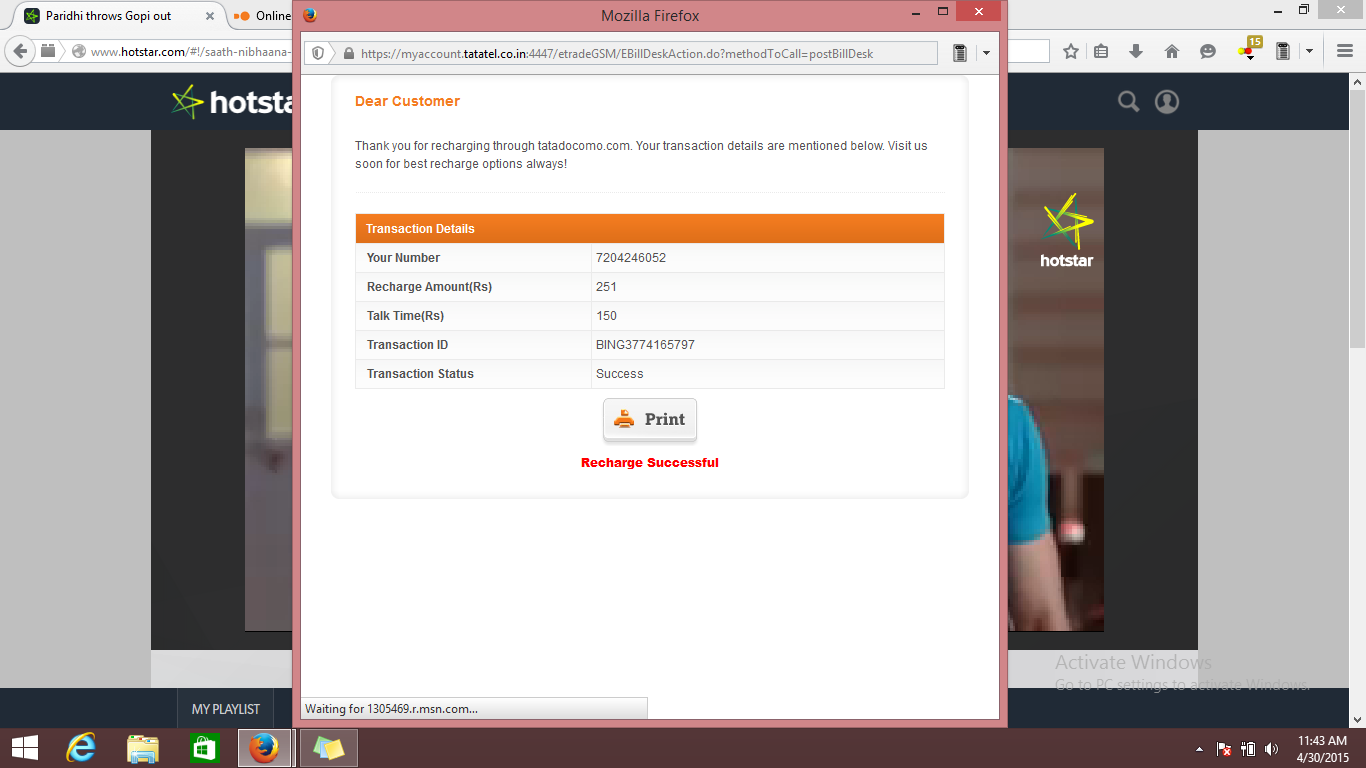 Paridhi throws Gopi out
Online
Mozilla Firefox
www.hotstar.com/#!/saath-nibhaana-
https://myaccount.tatatel.co.in:4447/etradeGSM/EBillDeskAction.do?methodToCall=postBillDesk
15
hotsta
Dear Customer
Thank you for recharging through tatadocomo.com. Your transaction details are mentioned below. Visit us
soon for best recharge options always!
Transaction Details
Your Number 7204246052
Recharge Amount(Rs) 251
Talk Time(Rs) 150
Transaction ID BING3774165797
Transaction Status Success
Print
Recharge Successful
hotstar
Activate Windows
Go to PC settings to activate Windows.
MY PLAYLIST
Waiting for 1305469.r.msn.com...
11:43 AM
4/30/2015